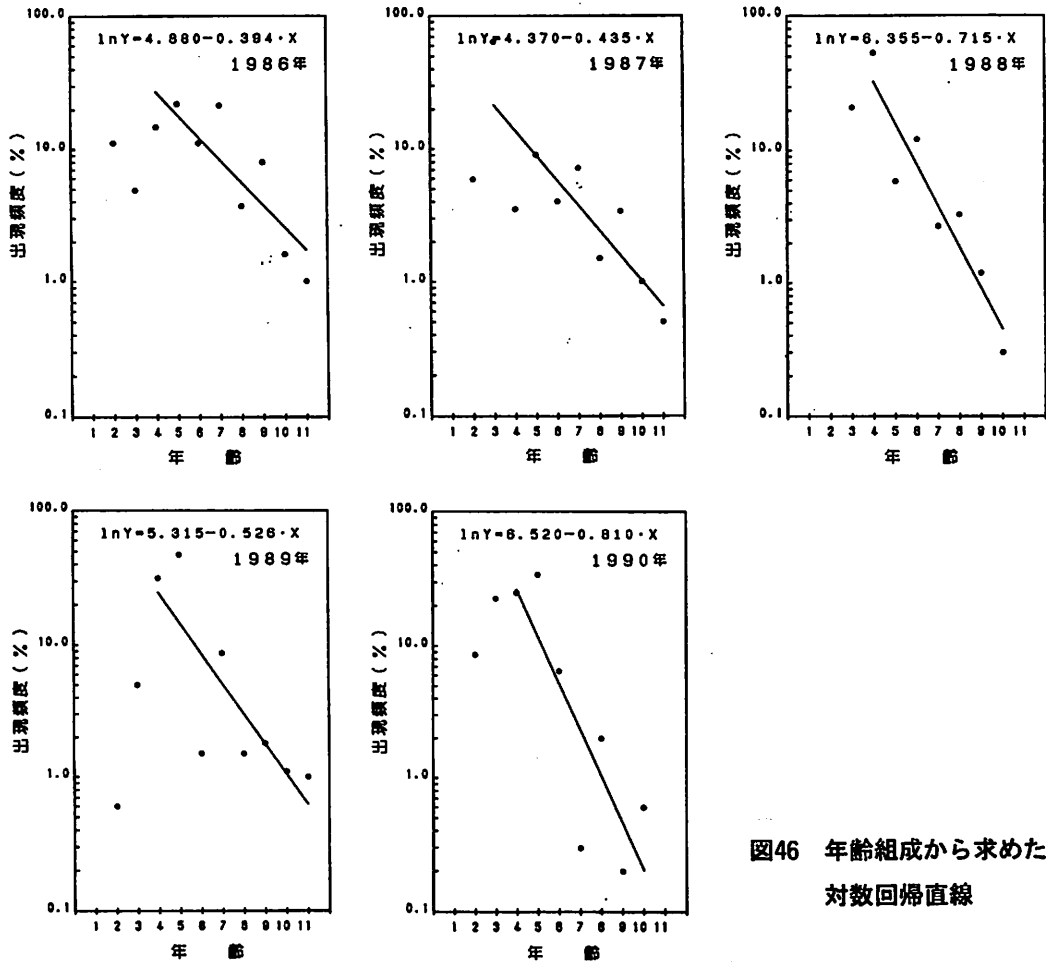 lnY=4.880-0.394·X
1986年
100.0
10.0
1.0
0.1
出現頻度(%)
1 2 3 4 5 6 7 8 9 10 11
年 齢
lnY=4.370-0.435·X
1987年
100.0
10.0
1.0
0.1
出現頻度(%)
1 2 3 4 5 6 7 8 9 10 11
年 齢
lnY=6.355-0.715·X
1988年
100.0
10.0
1.0
0.1
出現頻度(%)
1 2 3 4 5 6 7 8 9 10 11
年 齢
lnY=5.315-0.526·X
1989年
100.0
10.0
1.0
0.1
出現頻度(%)
1 2 3 4 5 6 7 8 9 10 11
年 齢
lnY=6.520-0.810·X
1990年
100.0
10.0
1.0
0.1
出現頻度(%)
1 2 3 4 5 6 7 8 9 10 11
年 齢
図46 年齢組成から求めた
対数回帰直線